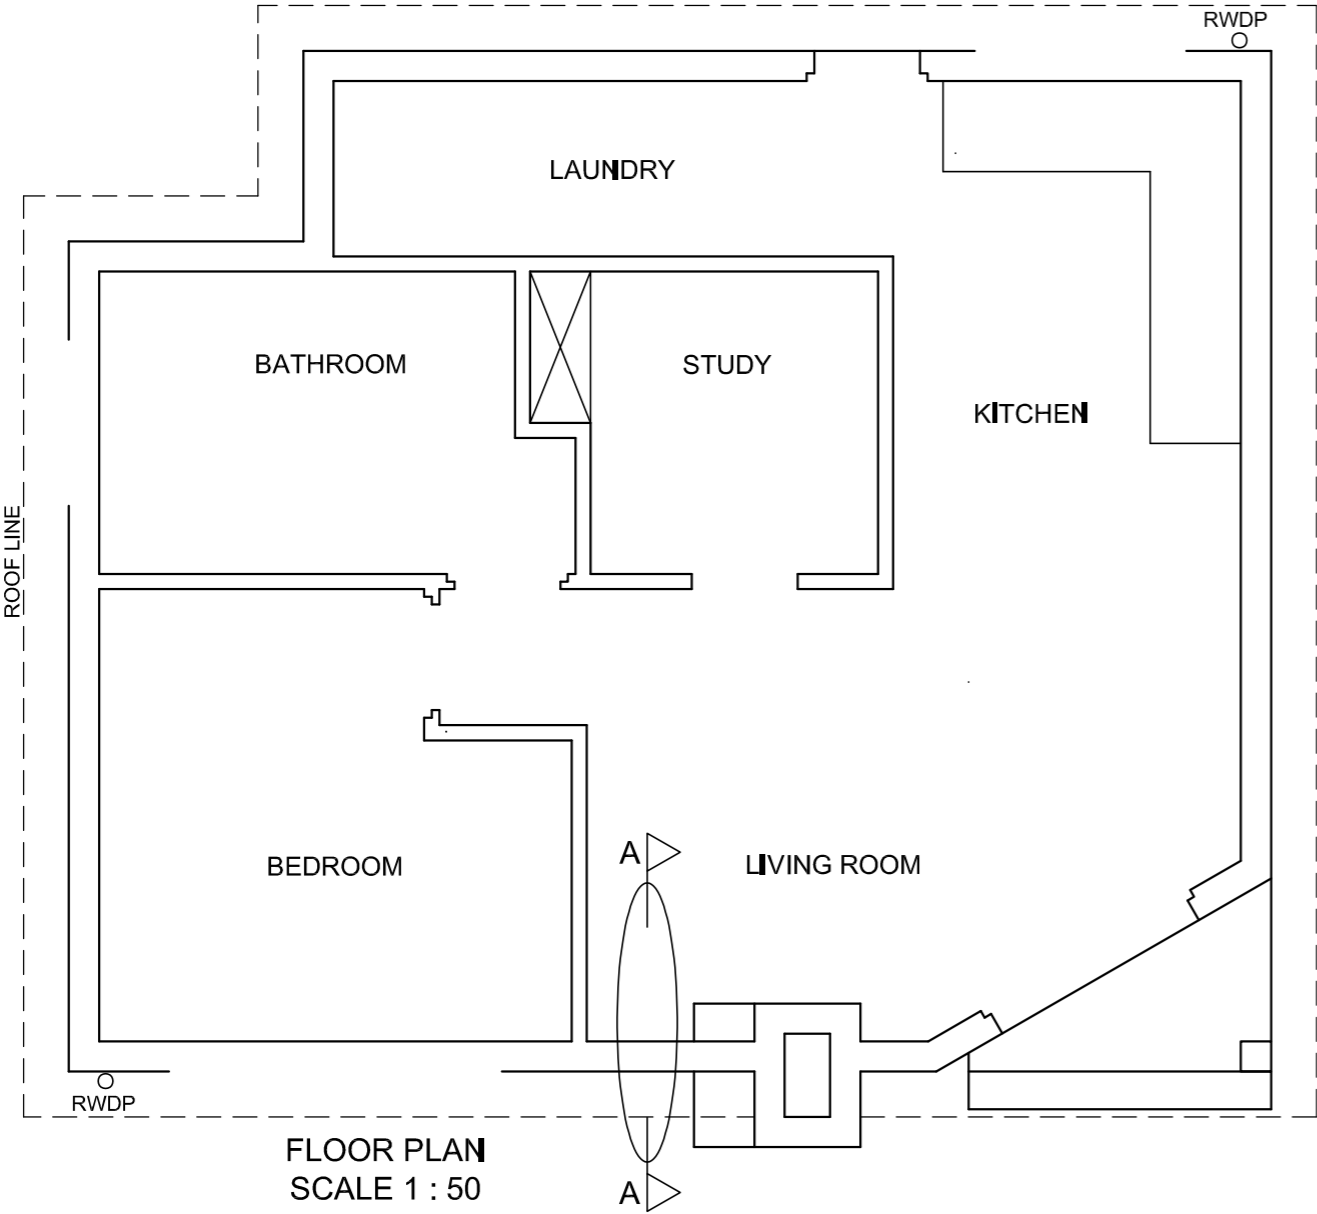 RWDP
LAUNDRY
BATHROOM
STUDY
KITCHEN
ROOF LINE
A
BEDROOM
LIVING ROOM
RWDP
FLOOR PLAN
SCALE 1 : 50
A